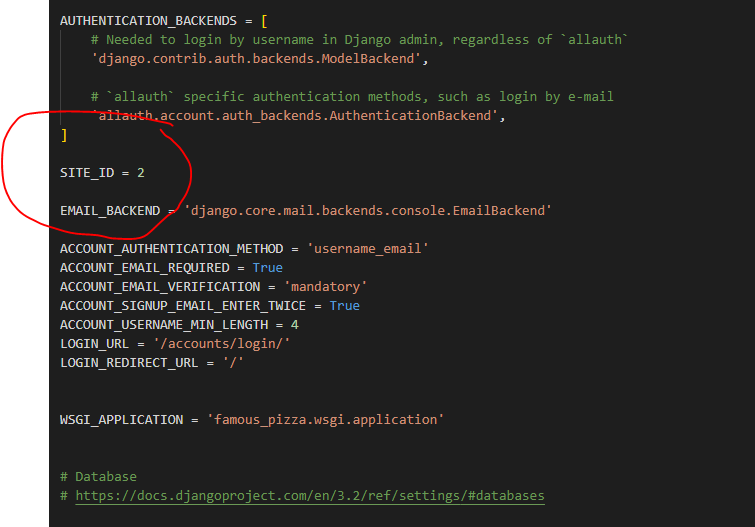 AUTHENTICATION_BACKENDS = [
# Needed to login by username in Django admin, regardless of `allauth`
'django.contrib.auth.backends.ModelBackend',
# `allauth` specific authentication methods, such as login by e-mail
'allauth.account.auth_backends.AuthenticationBackend',
]
SITE_ID = 2
EMAIL_BACKEND = 'django.core.mail.backends.console.EmailBackend'
ACCOUNT_AUTHENTICATION_METHOD = 'username_email'
ACCOUNT_EMAIL_REQUIRED = True
ACCOUNT_EMAIL_VERIFICATION = 'mandatory'
ACCOUNT_SIGNUP_EMAIL_ENTER_TWICE = True
ACCOUNT_USERNAME_MIN_LENGTH = 4
LOGIN_URL = '/accounts/login/'
LOGIN_REDIRECT_URL = '/'
WSGI_APPLICATION = 'famous_pizza.wsgi.application'
# Database
# https://docs.djangoproject.com/en/3.2/ref/settings/#databases